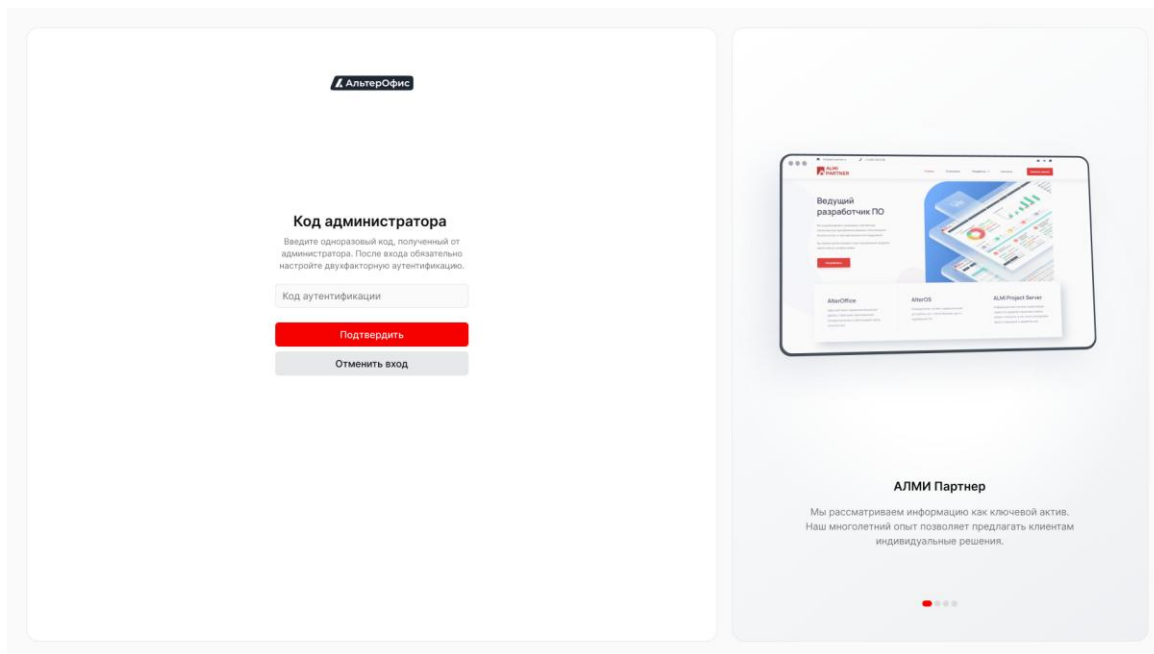 АльтерОфис
Код администратора
Введите одноразовый код, полученный от
администратора. После входа обязательно
настройте двухфакторную аутентификацию.
Код аутентификации
Подтвердить
Отменить вход
ALMI
PARTNER
Ведущий
разработчик ПО
AlterOffice
AlterOS
ALMI Project Server
АЛМИ Партнер
Мы рассматриваем информацию как ключевой актив.
Наш многолетний опыт позволяет предлагать клиентам
индивидуальные решения.